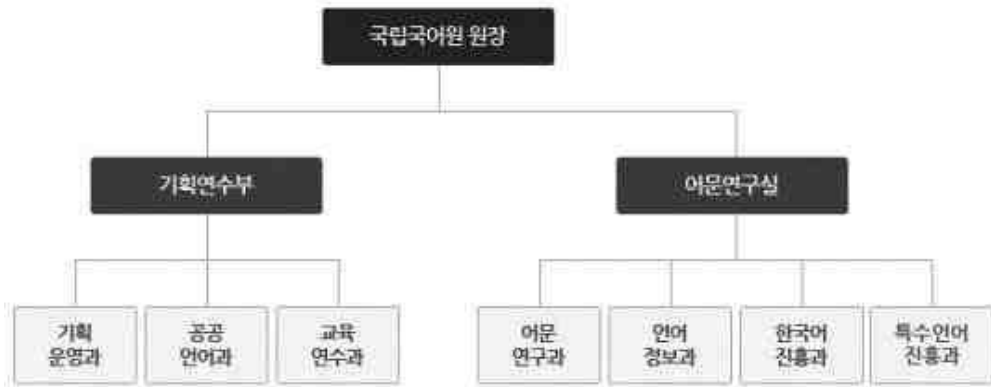 국립국어원 원장
기획연수부
어문연구실
기획
운영과
공공
언어과
교육
연수과
어문
연구과
언어
정보과
한국어
진흥과
특수언어
진흥과